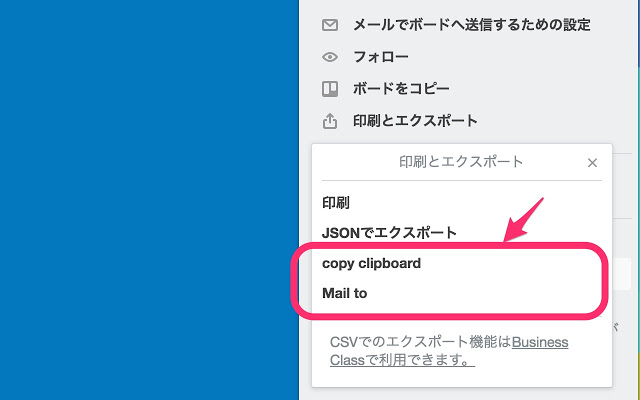 メールでボードへ送信するための設定
フォロー
ボードをコピー
印刷とエクスポート
印刷とエクスポート
印刷
JSONでエクスポート
copy clipboard
Mail to
CSVでのエクスポート機能はBusiness
Classで利用できます。